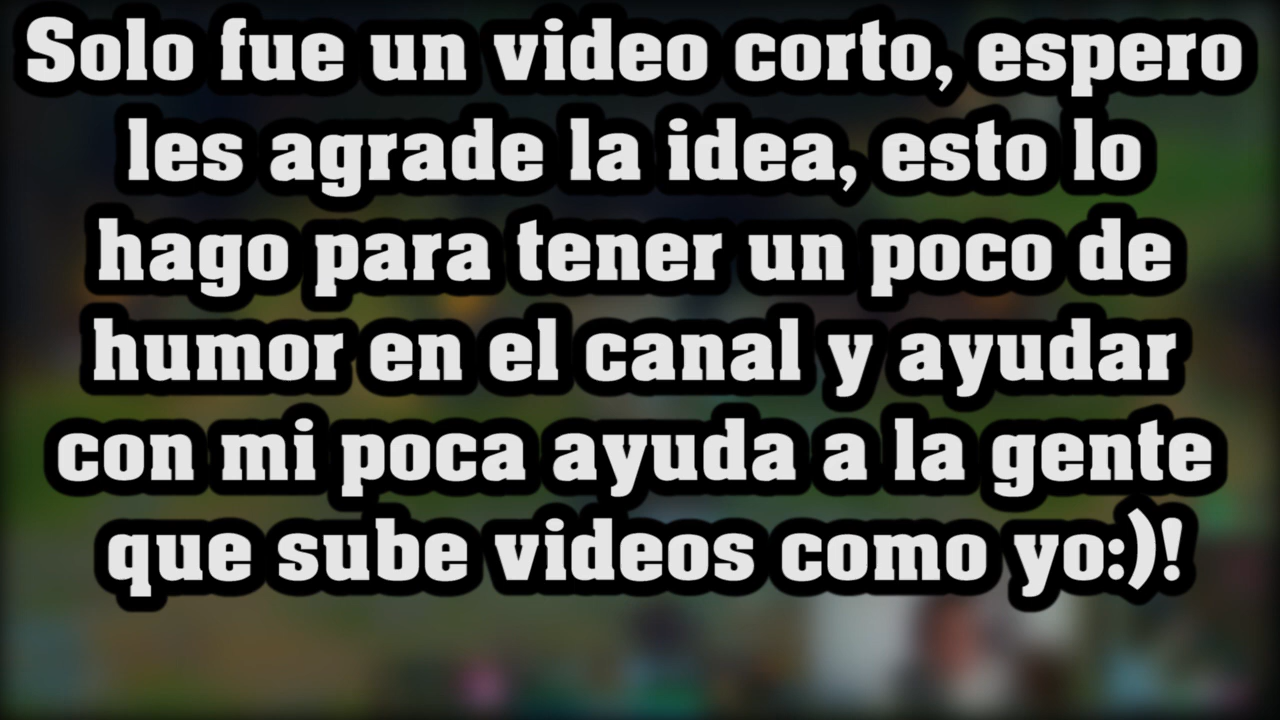 Solo fue un video corto, espero
les agrade la idea, esto lo
hago para tener un poco de
humor en el canal y ayudar
con mi poca ayuda a la gente
que sube videos como yo:)!